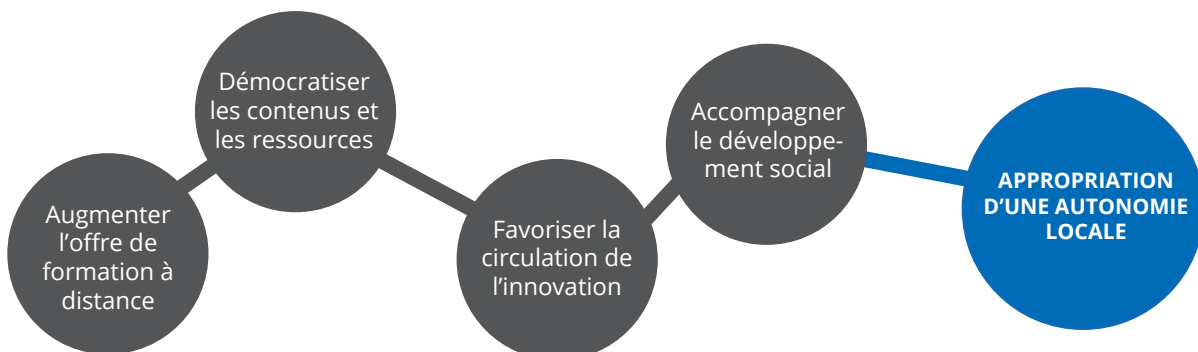 Augmenter
l’offre de
formation à
distance
Démocratiser
les contenus et
les ressources
Favoriser la
circulation de
l’innovation
Accompagner
le développe-
ment social
APPROPRIATION
D’UNE AUTONOMIE
LOCALE